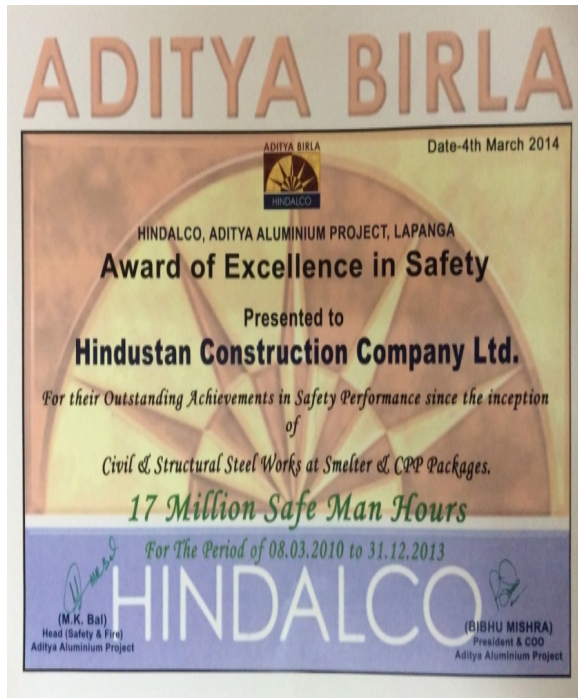 ADITYA BIRLA
Date-4th March 2014
ADITYA BIRLA
HINDALCO
HINDALCO, ADITYA ALUMINIUM PROJECT, LAPANGA
Award of Excellence in Safety
Presented to
Hindustan Construction Company Ltd.
For their Outstanding Achievements in Safety Performance since the inception
of
Civil & Structural Steel Works at Smelter & CPP Packages.
17 Million Safe Man Hours
For The Period of 08.03.2010 to 31.12.2013
HINDALCO
(M.K. Bal)
Head (Safety & Fire)
Aditya Aluminium Project
(BIBHU MISHRA)
President & COO
Aditya Aluminium Project